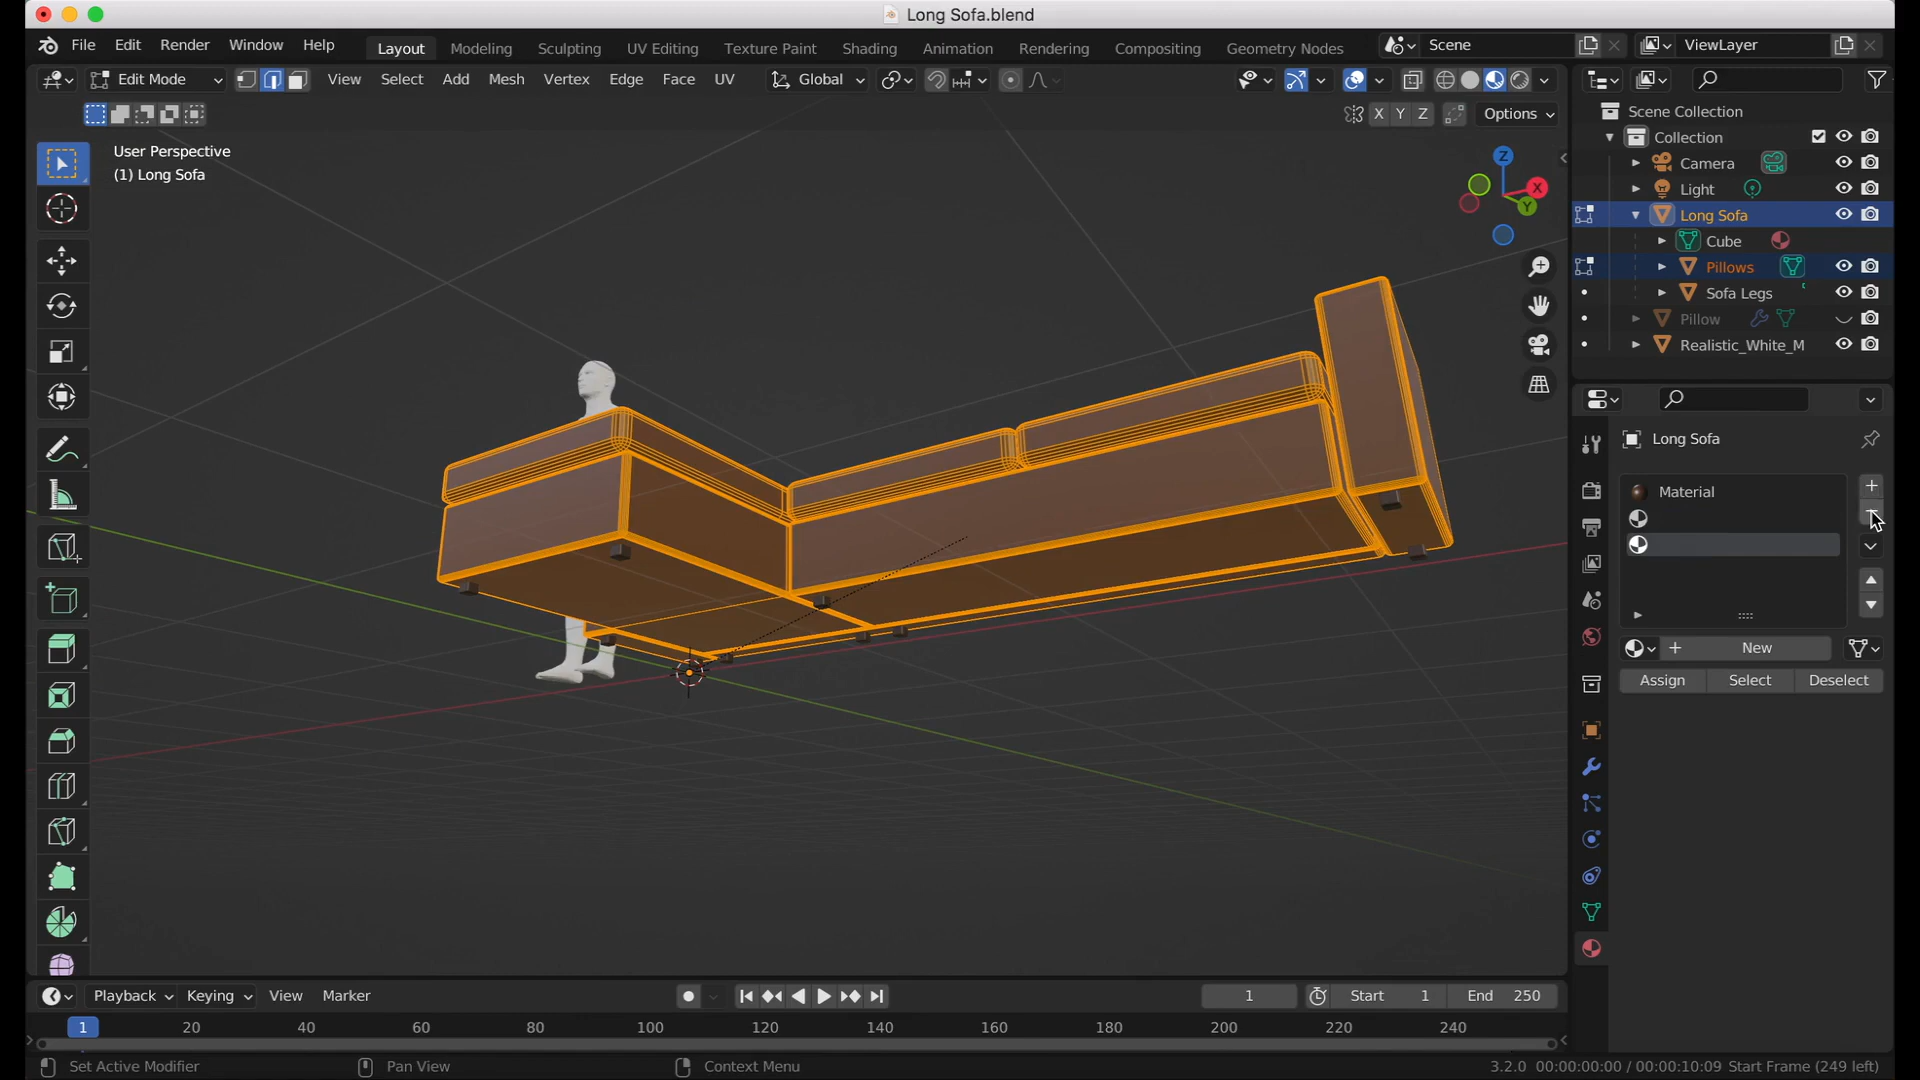 Long Sofa.blend
File Edit Render Window Help Layout Modeling Sculpting UV Editing Texture Paint Shading Animation Rendering Compositing Geometry Nodes Scene ViewLayer
Edit Mode View Select Add Mesh Vertex Edge Face UV Global
X Y Z Options
User Perspective
(1) Long Sofa
Z
X
Y
Scene Collection
Collection
Camera
Light
Long Sofa
Cube
Pillows
Sofa Legs
Pillow
Realistic_White_M
Long Sofa
Material
New
Assign Select Deselect
Playback Keying View Marker 1 Start 1 End 250
1 20 40 60 80 100 120 140 160 180 200 220 240
Set Active Modifier Pan View Context Menu 3.2.0 00:00:00:00 / 00:00:10:09 Start Frame (249 left)